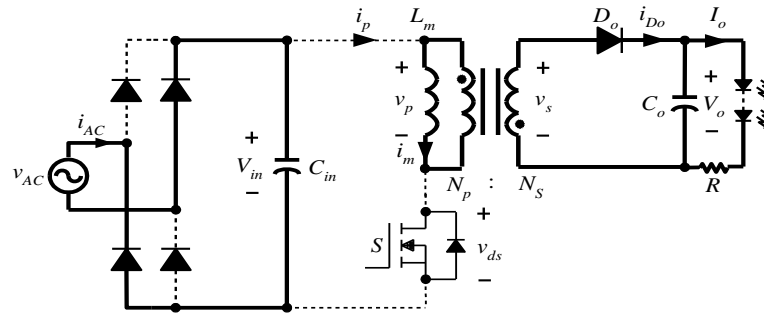 i_p
L_m
D_o
i_Do
I_o
i_AC
v_AC
+
V_in
−
C_in
+
v_p
−
i_m
+
v_s
−
C_o
+
V_o
−
N_p : N_S
R
S
+
v_ds
−